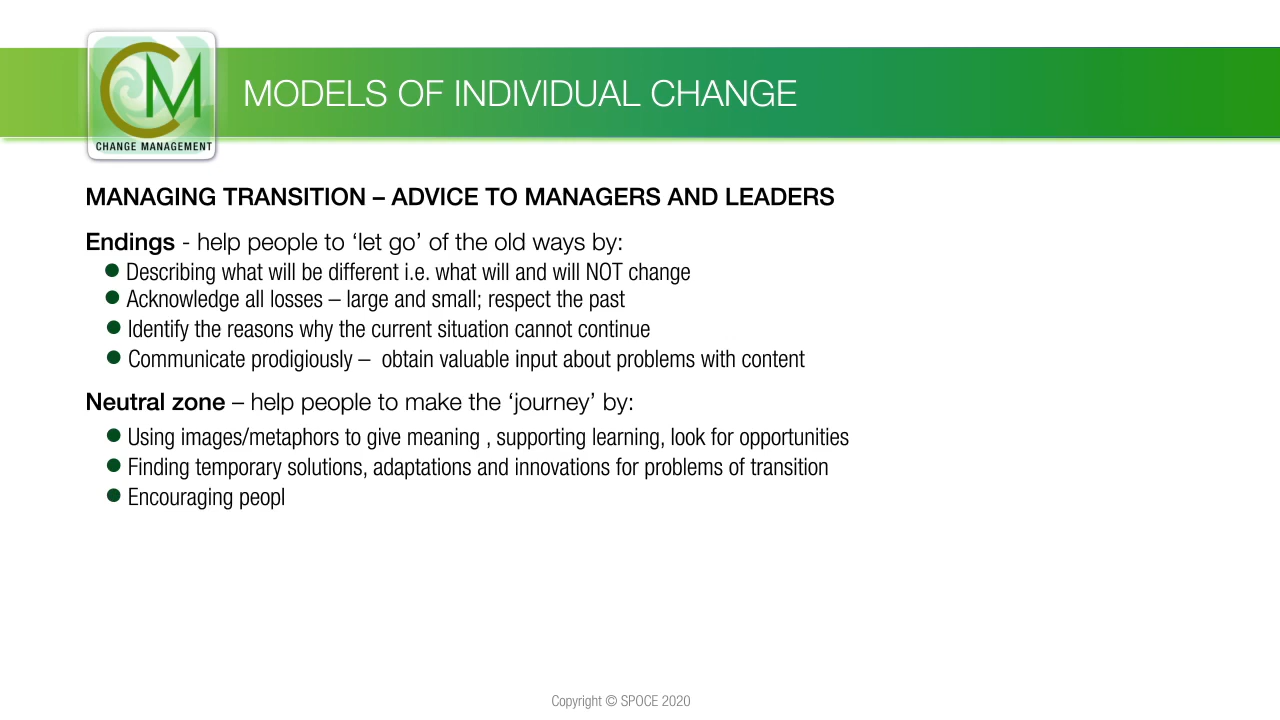 CM
CHANGE MANAGEMENT
MODELS OF INDIVIDUAL CHANGE
MANAGING TRANSITION – ADVICE TO MANAGERS AND LEADERS
Endings - help people to ‘let go’ of the old ways by:
● Describing what will be different i.e. what will and will NOT change
● Acknowledge all losses – large and small; respect the past
● Identify the reasons why the current situation cannot continue
● Communicate prodigiously – obtain valuable input about problems with content
Neutral zone – help people to make the ‘journey’ by:
● Using images/metaphors to give meaning , supporting learning, look for opportunities
● Finding temporary solutions, adaptations and innovations for problems of transition
● Encouraging peopl
Copyright © SPOCE 2020